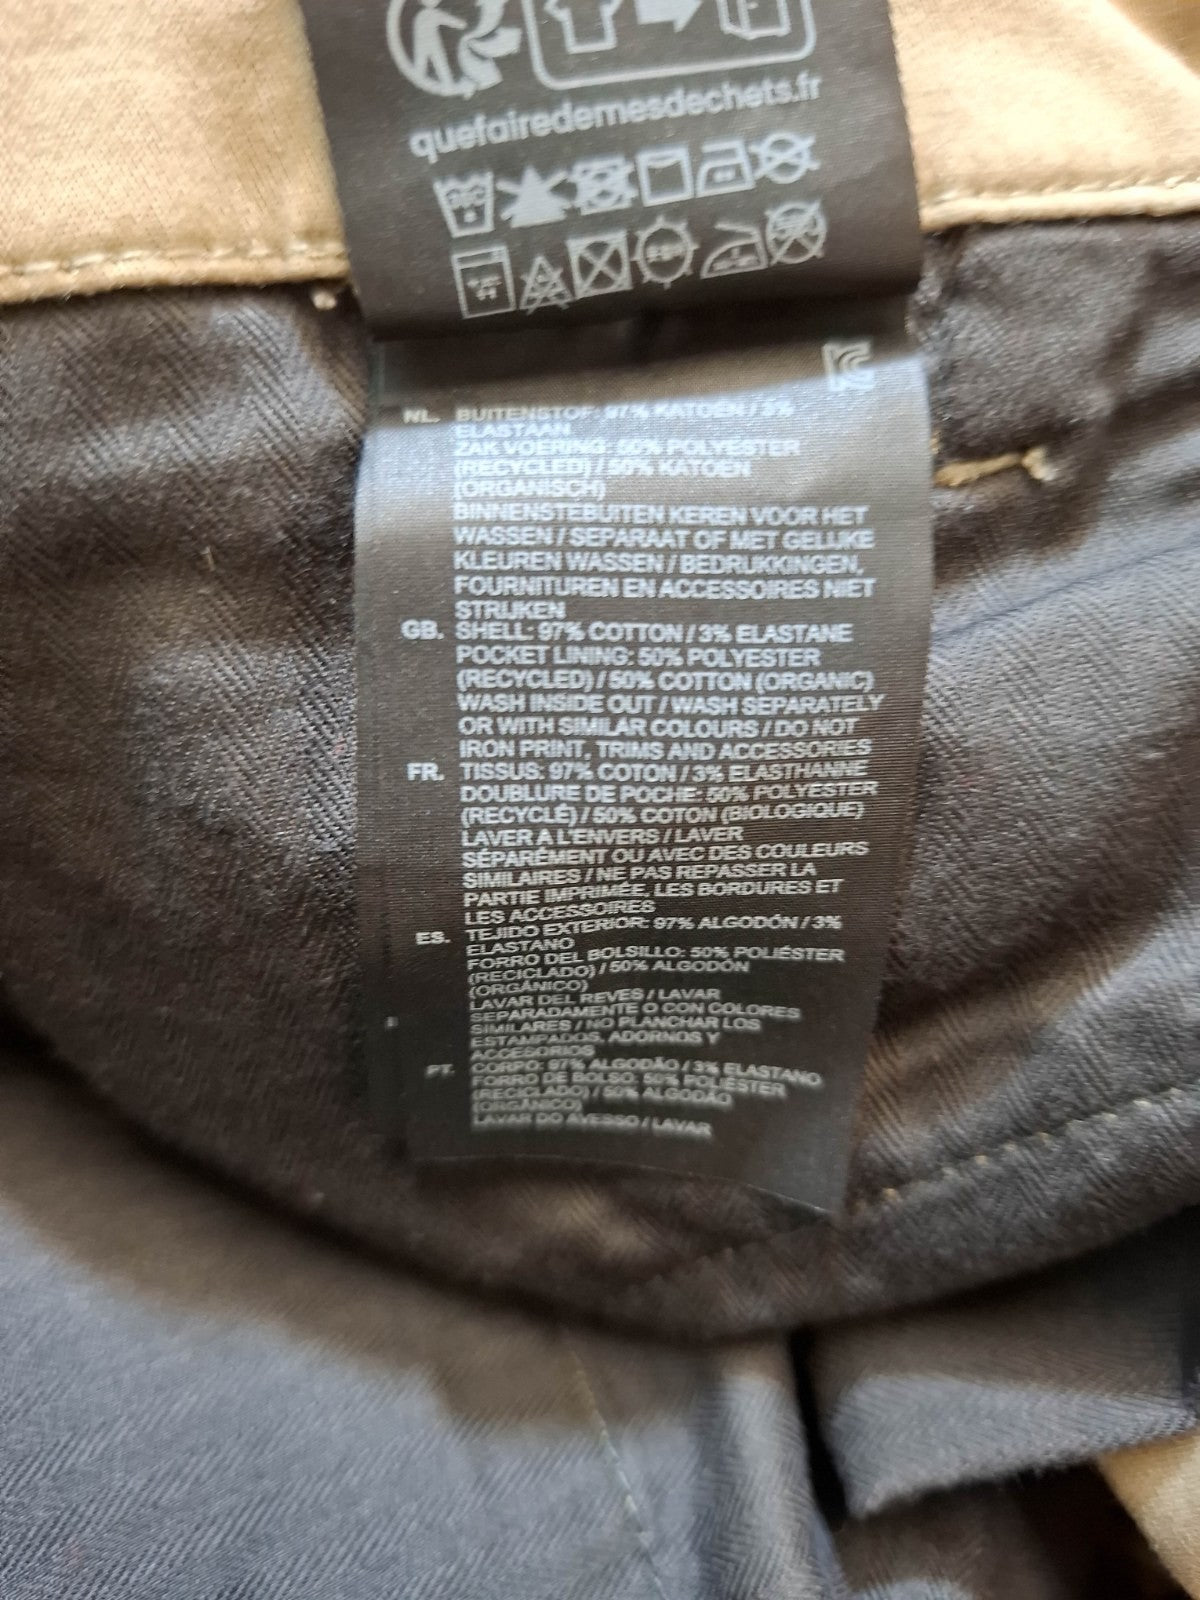 quefairedemesdechets.fr
NL. BUITENSTOF: 97% KATOEN / 3%
ELASTAAN
ZAK VOERING: 50% POLYESTER
(RECYCLED) / 50% KATOEN
(ORGANISCH)
BINNENSTEBUITEN KEREN VOOR HET
WASSEN / SEPARAAT OF MET GELIJKE
KLEUREN WASSEN / BEDRUKKINGEN,
FOURNITUREN EN ACCESSOIRES NIET
STRIJKEN
GB. SHELL: 97% COTTON / 3% ELASTANE
POCKET LINING: 50% POLYESTER
(RECYCLED) / 50% COTTON (ORGANIC)
WASH INSIDE OUT / WASH SEPARATELY
OR WITH SIMILAR COLOURS / DO NOT
IRON PRINT, TRIMS AND ACCESSORIES
FR. TISSUS: 97% COTON / 3% ELASTHANNE
DOUBLURE DE POCHE: 50% POLYESTER
(RECYCLÉ) / 50% COTON (BIOLOGIQUE)
LAVER A L'ENVERS / LAVER
SÉPARÉMENT OU AVEC DES COULEURS
SIMILAIRES / NE PAS REPASSER LA
PARTIE IMPRIMÉE, LES BORDURES ET
LES ACCESSOIRES
ES. TEJIDO EXTERIOR: 97% ALGODÓN / 3%
ELASTANO
FORRO DEL BOLSILLO: 50% POLIÉSTER
(RECICLADO) / 50% ALGODÓN
(ORGÁNICO)
LAVAR DEL REVES / LAVAR
SEPARADAMENTE O CON COLORES
SIMILARES / NO PLANCHAR LOS
ESTAMPADOS, ADORNOS Y
ACCESORIOS
PT. CORPO: 97% ALGODÃO / 3% ELASTANO
FORRO DE BOLSO: 50% POLIÉSTER
(RECICLADO) / 50% ALGODÃO
(ORGÂNICO)
LAVAR DO AVESSO / LAVAR